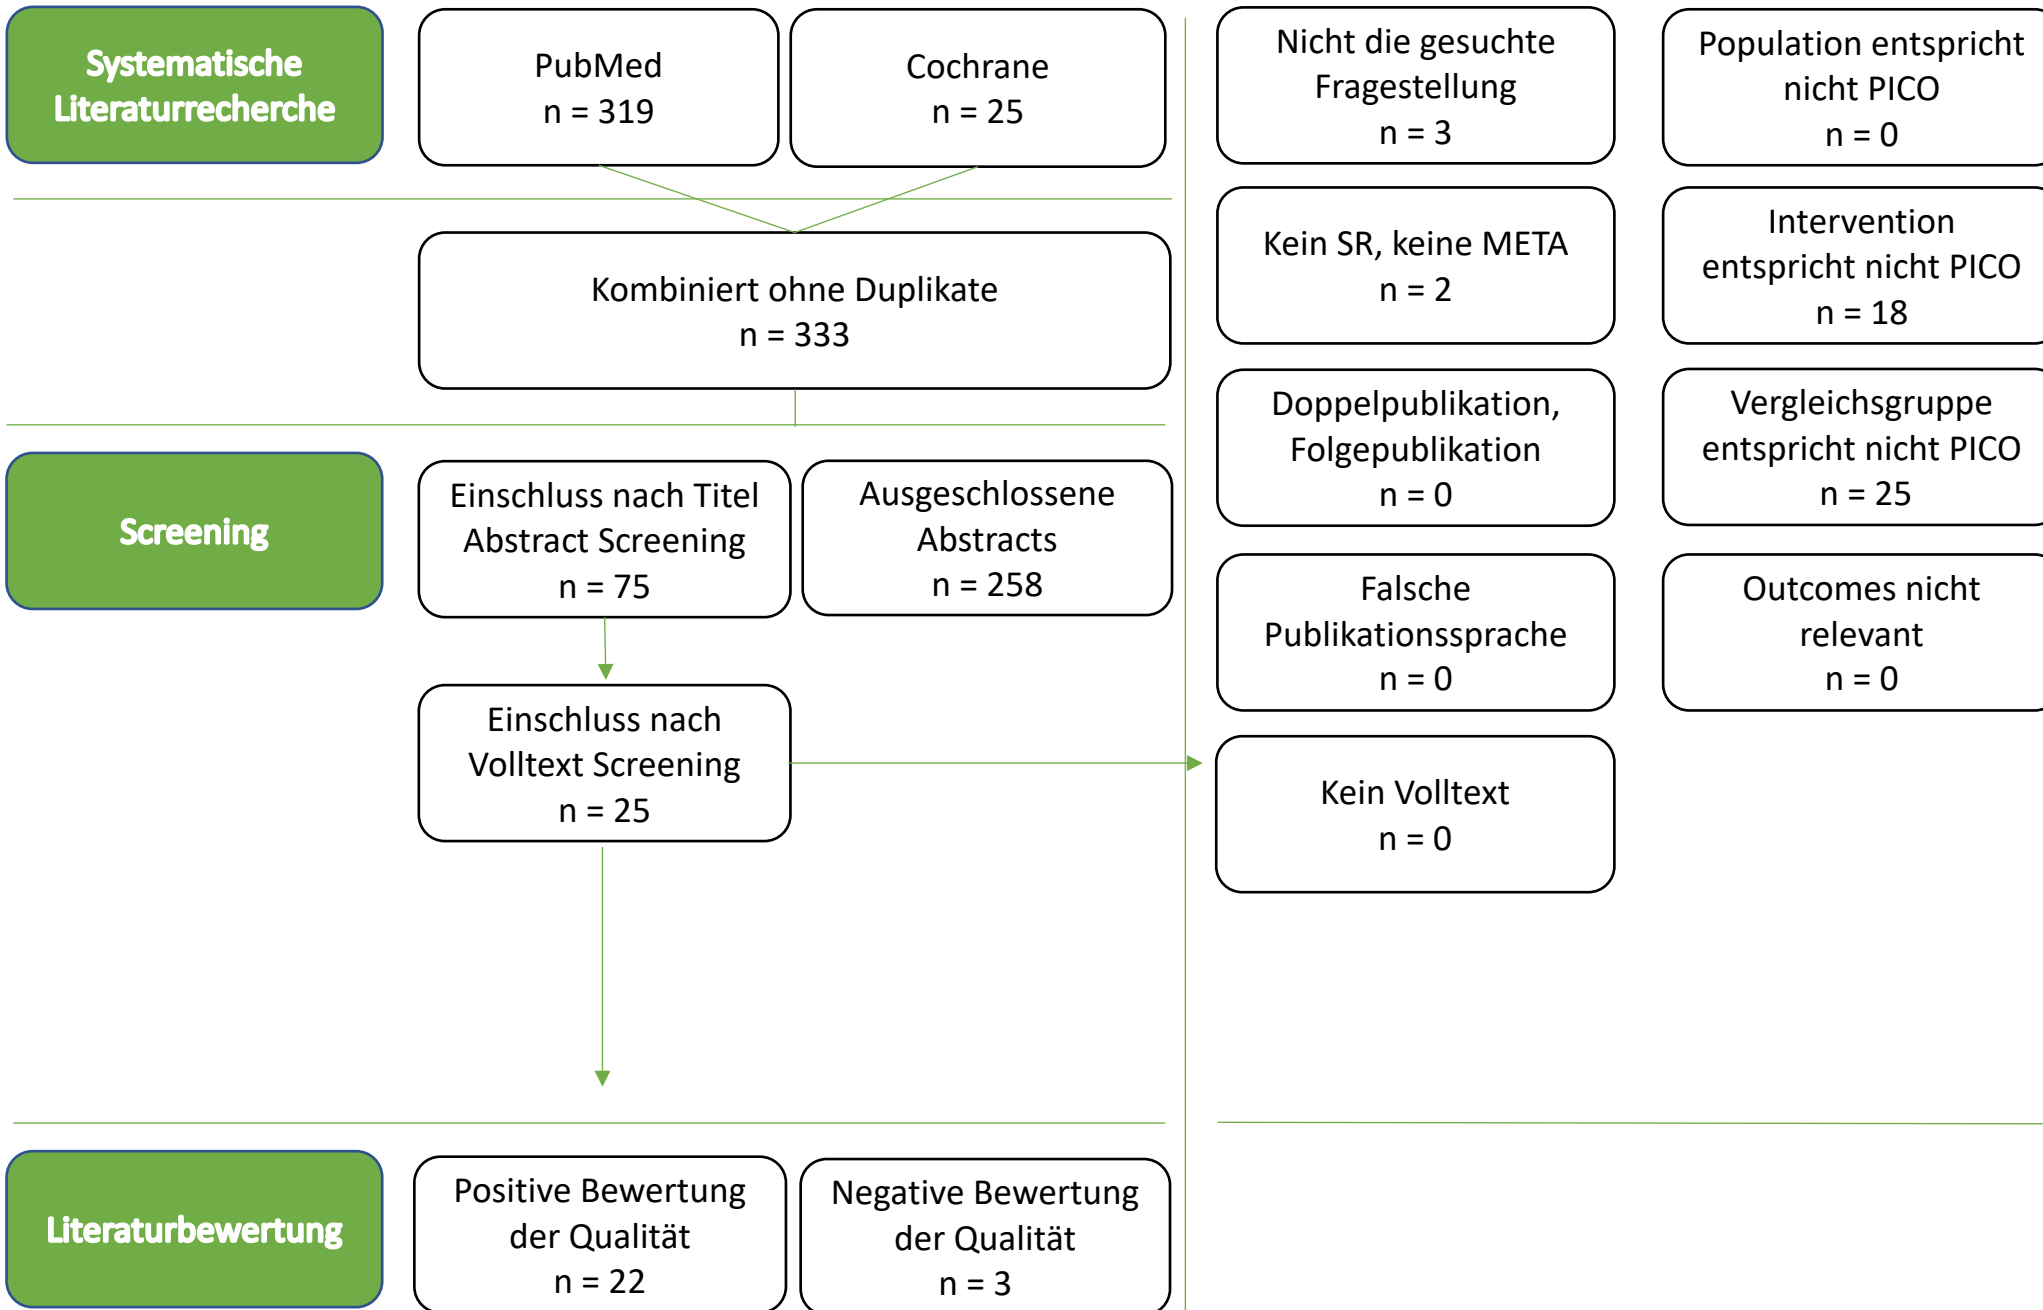 Systematische
Literaturrecherche
PubMed
n = 319
Cochrane
n = 25
Kombiniert ohne Duplikate
n = 333
Screening
Einschluss nach Titel
Abstract Screening
n = 75
Ausgeschlossene
Abstracts
n = 258
Einschluss nach
Volltext Screening
n = 25
Nicht die gesuchte
Fragestellung
n = 3
Population entspricht
nicht PICO
n = 0
Kein SR, keine META
n = 2
Intervention
entspricht nicht PICO
n = 18
Doppelpublikation,
Folgepublikation
n = 0
Vergleichsgruppe
entspricht nicht PICO
n = 25
Falsche
Publikationssprache
n = 0
Outcomes nicht
relevant
n = 0
Kein Volltext
n = 0
Literaturbewertung
Positive Bewertung
der Qualität
n = 22
Negative Bewertung
der Qualität
n = 3